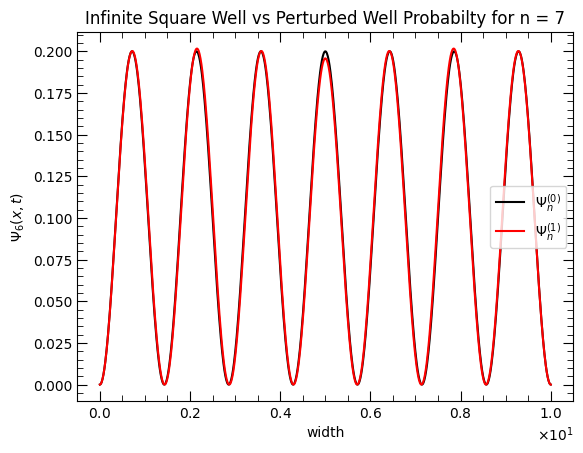 Infinite Square Well vs Perturbed Well Probabilty for n = 7
0.200
0.175
0.150
0.125
0.100
0.075
0.050
0.025
0.000
Ψ₆(x, t)
Ψₙ⁽⁰⁾
Ψₙ⁽¹⁾
0.0 0.2 0.4 0.6 0.8 1.0
width
×10¹